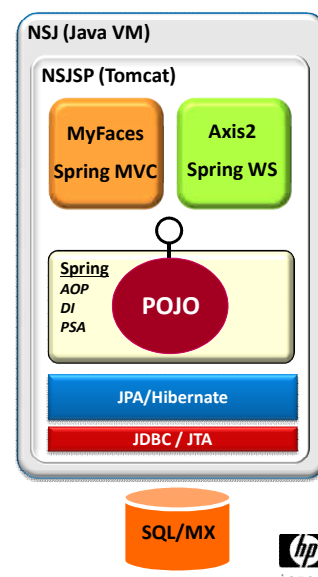 NSJ (Java VM)
NSJSP (Tomcat)
MyFaces
Spring MVC
Axis2
Spring WS
Spring
AOP
DI
PSA
POJO
JPA/Hibernate
JDBC / JTA
SQL/MX
hp